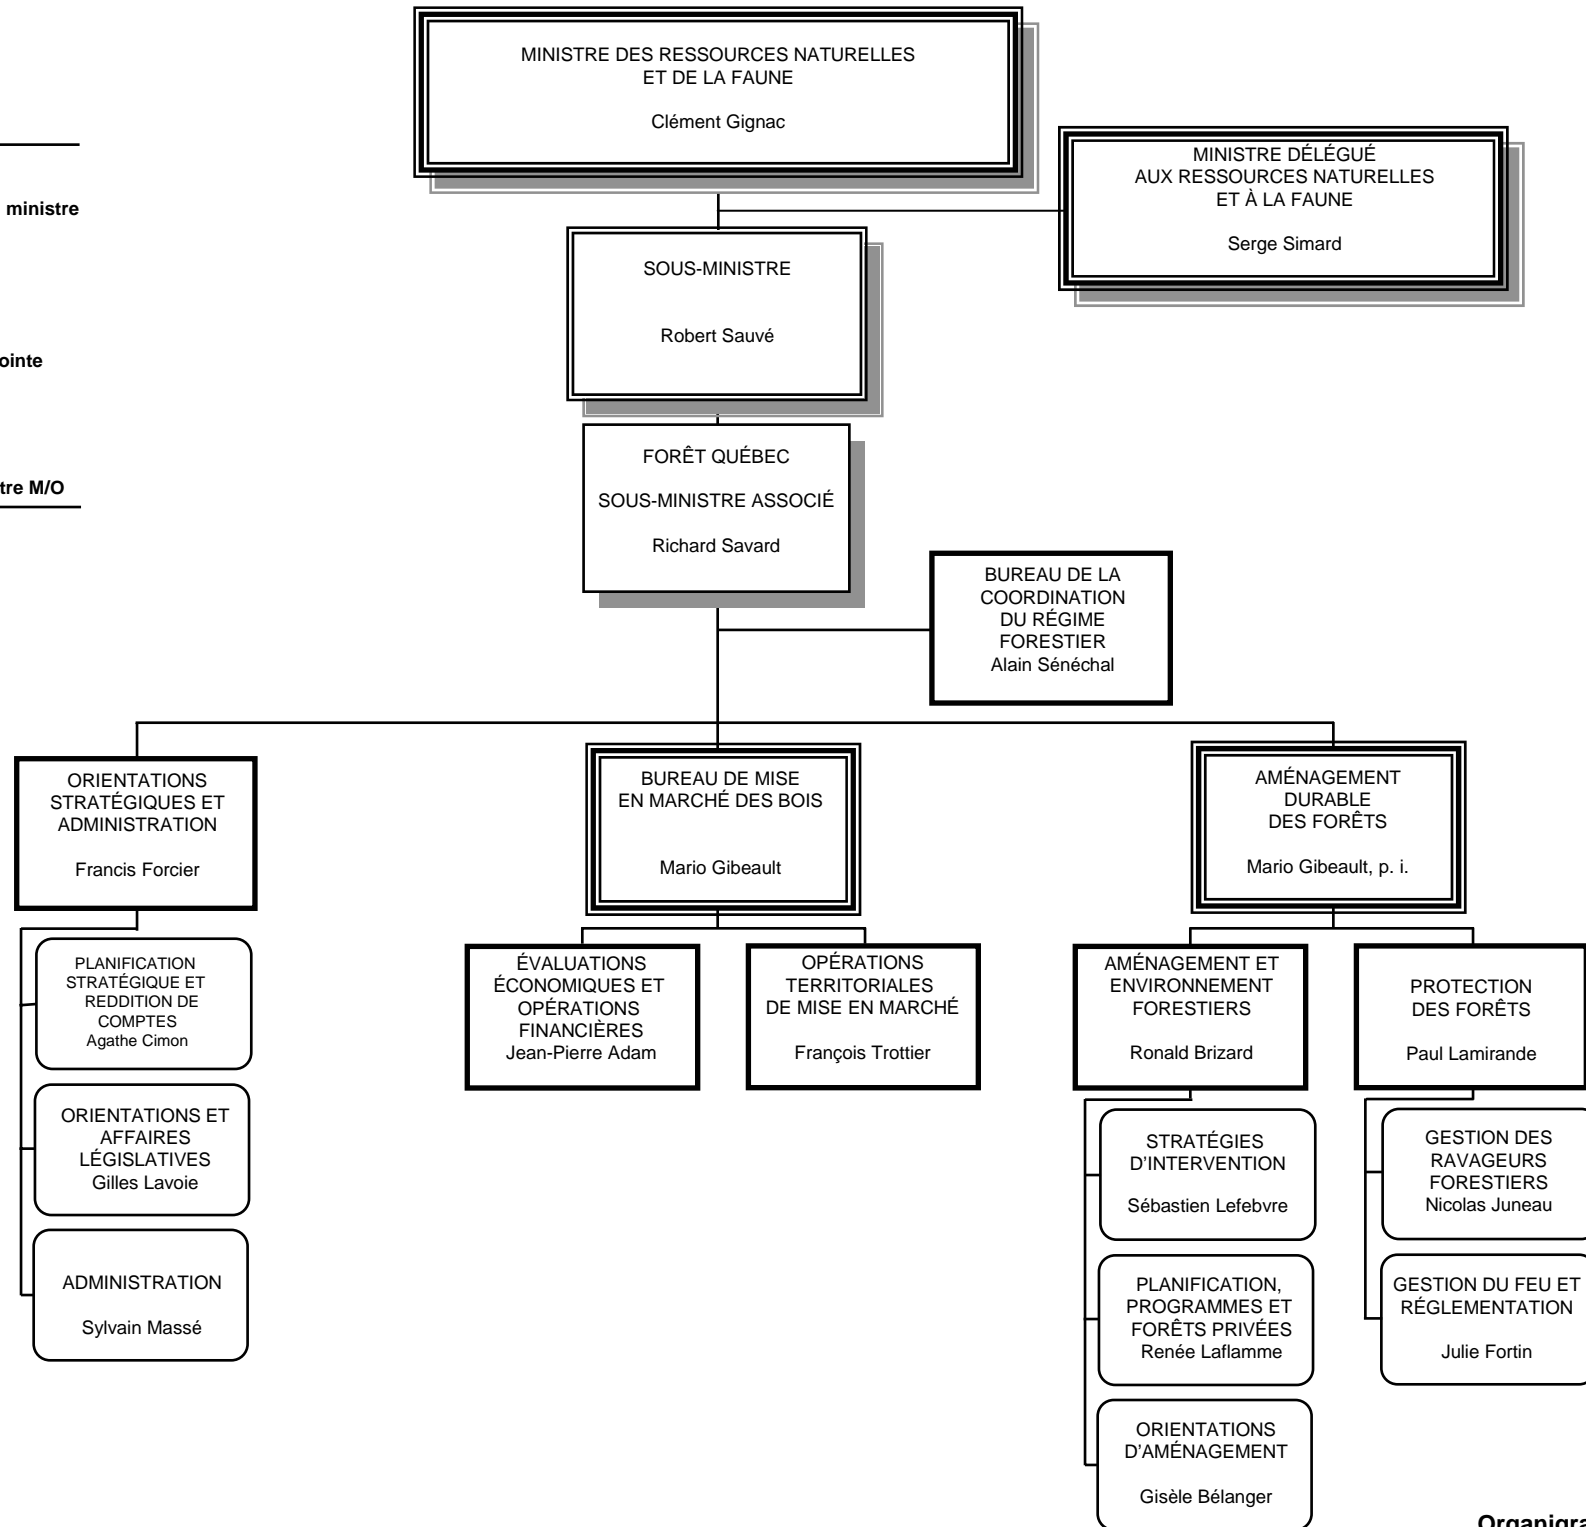 MINISTRE DES RESSOURCES NATURELLES
ET DE LA FAUNE
Clément Gignac
MINISTRE DÉLÉGUÉ
AUX RESSOURCES NATURELLES
ET À LA FAUNE
Serge Simard
ministre
SOUS-MINISTRE
Robert Sauvé
ointe
tre M/O
FORÊT QUÉBEC
SOUS-MINISTRE ASSOCIÉ
Richard Savard
BUREAU DE LA
COORDINATION
DU RÉGIME
FORESTIER
Alain Sénéchal
ORIENTATIONS
STRATÉGIQUES ET
ADMINISTRATION
Francis Forcier
BUREAU DE MISE
EN MARCHÉ DES BOIS
Mario Gibeault
AMÉNAGEMENT
DURABLE
DES FORÊTS
Mario Gibeault, p. i.
PLANIFICATION
STRATÉGIQUE ET
REDDITION DE
COMPTES
Agathe Cimon
ORIENTATIONS ET
AFFAIRES
LÉGISLATIVES
Gilles Lavoie
ADMINISTRATION
Sylvain Massé
ÉVALUATIONS
ÉCONOMIQUES ET
OPÉRATIONS
FINANCIÈRES
Jean-Pierre Adam
OPÉRATIONS
TERRITORIALES
DE MISE EN MARCHÉ
François Trottier
AMÉNAGEMENT ET
ENVIRONNEMENT
FORESTIERS
Ronald Brizard
PROTECTION
DES FORÊTS
Paul Lamirande
STRATÉGIES
D'INTERVENTION
Sébastien Lefebvre
PLANIFICATION,
PROGRAMMES ET
FORÊTS PRIVÉES
Renée Laflamme
ORIENTATIONS
D'AMÉNAGEMENT
Gisèle Bélanger
GESTION DES
RAVAGEURS
FORESTIERS
Nicolas Juneau
GESTION DU FEU ET
RÉGLEMENTATION
Julie Fortin
Organigra